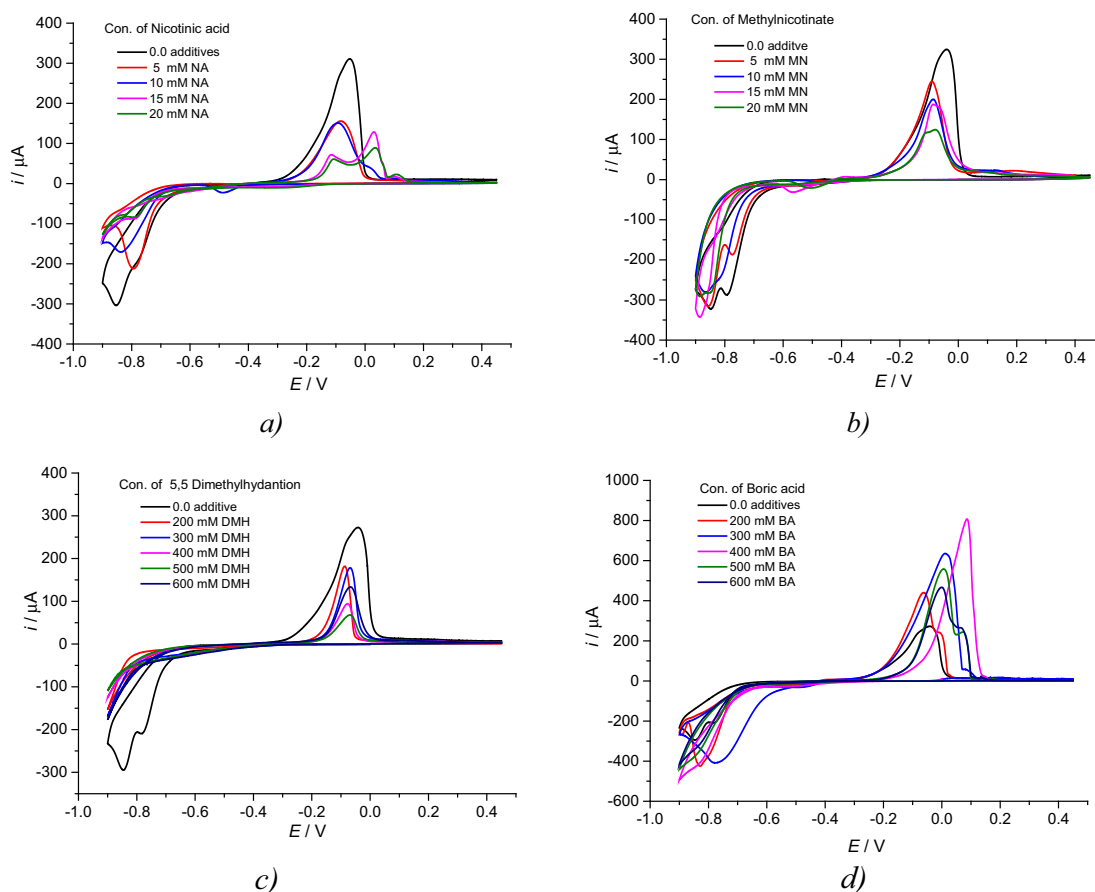 Con. of Nicotinic acid
0.0 additives
5 mM NA
10 mM NA
15 mM NA
20 mM NA
400
300
200
100
0
-100
-200
-300
-400
i / µA
-1.0 -0.8 -0.6 -0.4 -0.2 0.0 0.2 0.4
E / V
a)
Con. of Methylnicotinate
0.0 additve
5 mM MN
10 mM MN
15 mM MN
20 mM MN
400
300
200
100
0
-100
-200
-300
-400
i / µA
-1.0 -0.8 -0.6 -0.4 -0.2 0.0 0.2 0.4
E / V
b)
Con. of 5,5 Dimethylhydantion
0.0 additive
200 mM DMH
300 mM DMH
400 mM DMH
500 mM DMH
600 mM DMH
400
300
200
100
0
-100
-200
-300
i / µA
-1.0 -0.8 -0.6 -0.4 -0.2 0.0 0.2 0.4
E / V
c)
Con. of Boric acid
0.0 additives
200 mM BA
300 mM BA
400 mM BA
500 mM BA
600 mM BA
1000
800
600
400
200
0
-200
-400
-600
i / µA
-1.0 -0.8 -0.6 -0.4 -0.2 0.0 0.2 0.4
E / V
d)